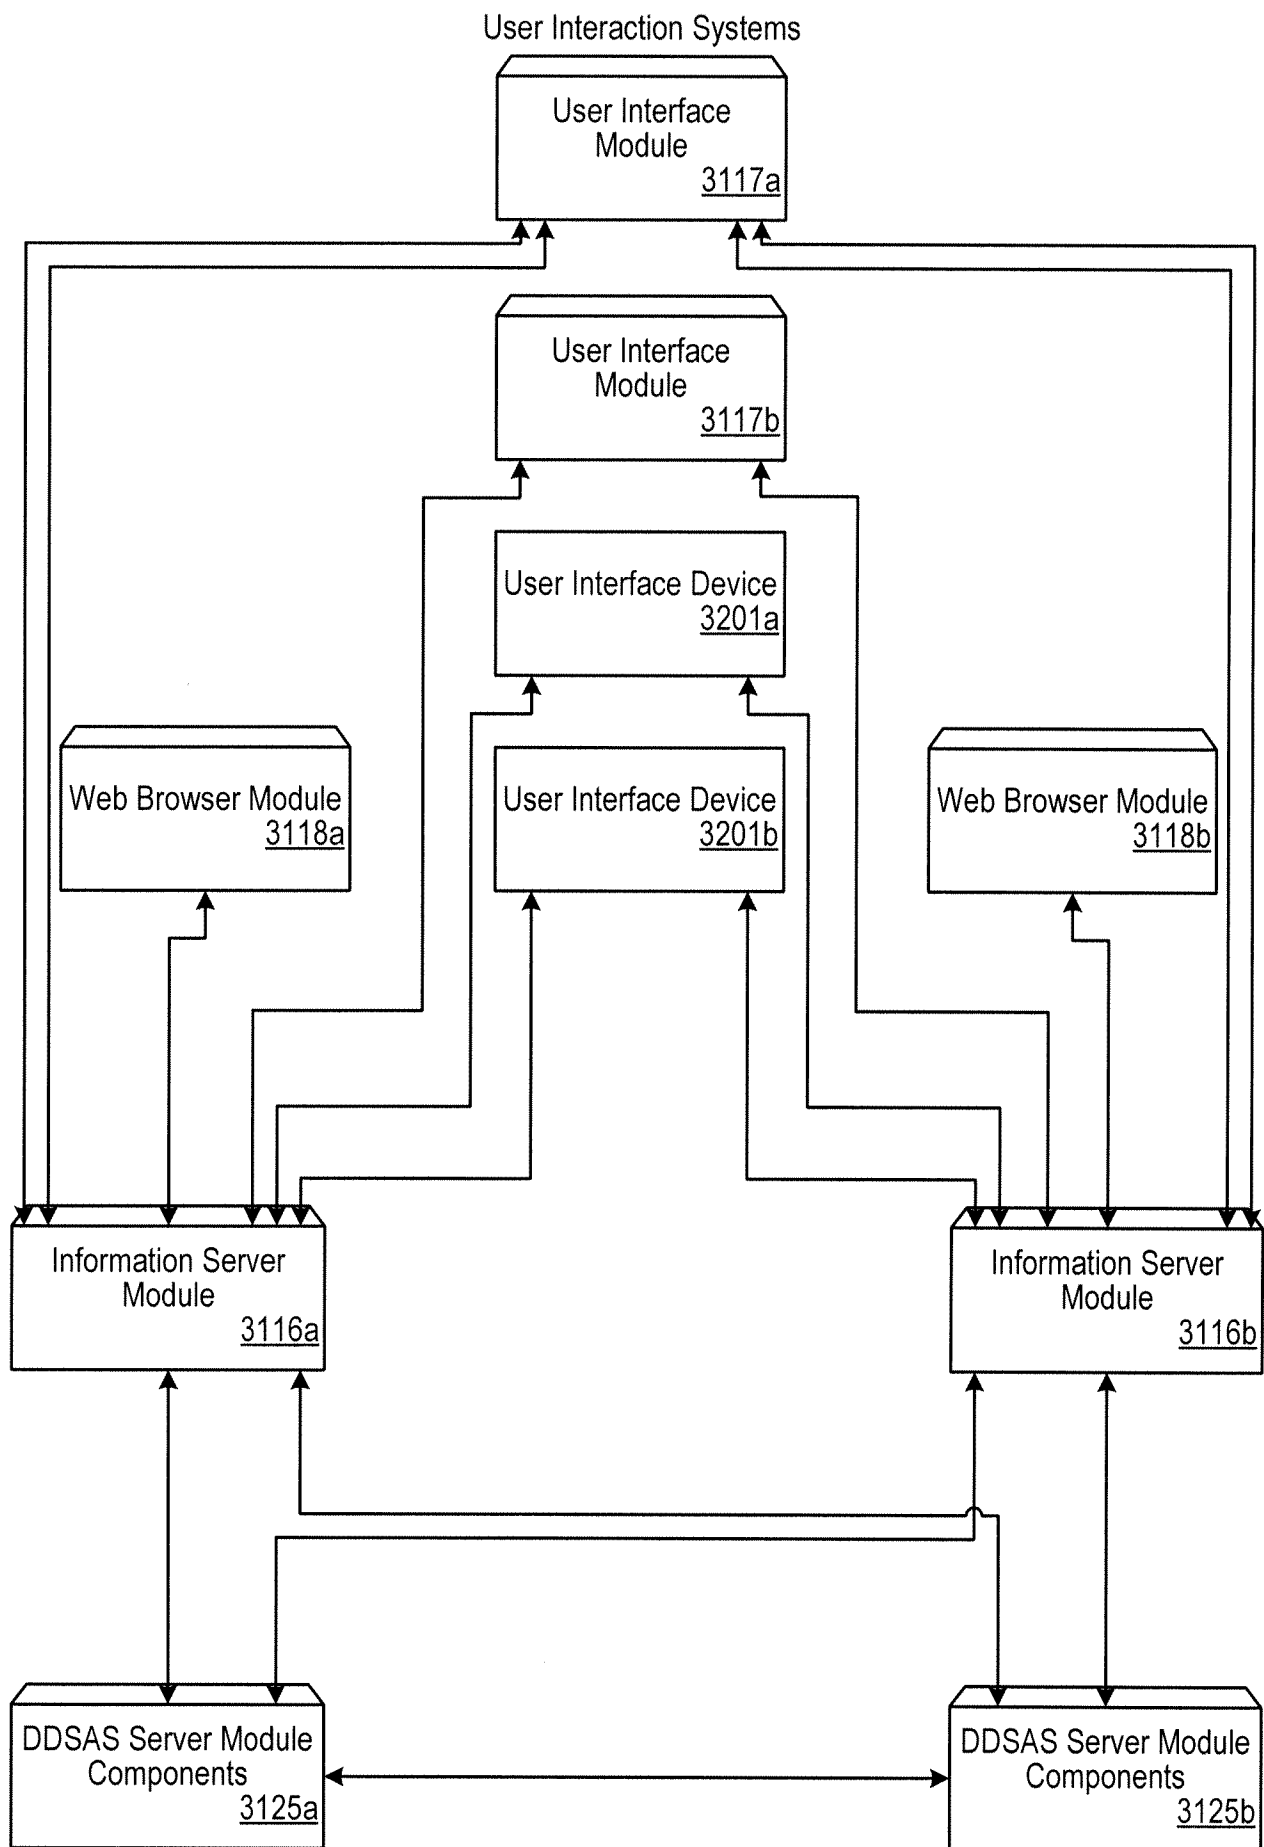 User Interaction Systems
User Interface
Module
3117a
User Interface
Module
3117b
User Interface Device
3201a
Web Browser Module
3118a
User Interface Device
3201b
Web Browser Module
3118b
Information Server
Module
3116a
Information Server
Module
3116b
DDSAS Server Module
Components
3125a
DDSAS Server Module
Components
3125b